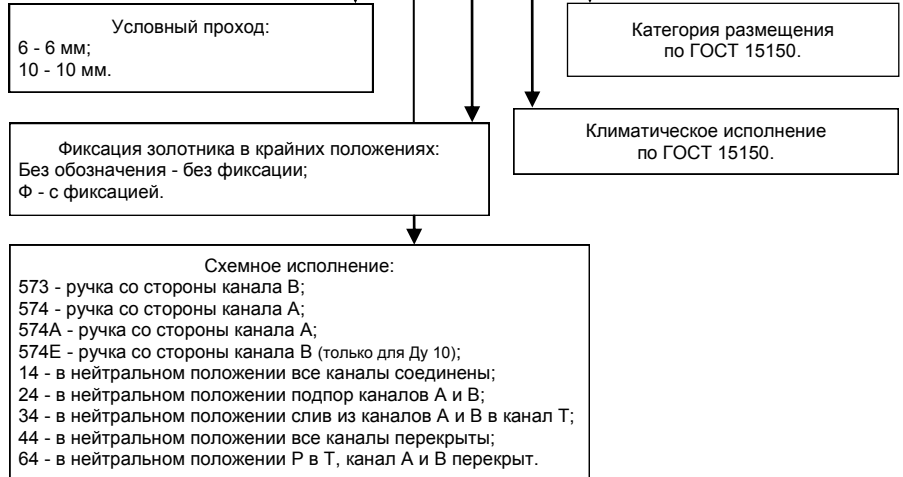 Условный проход:
6 - 6 мм;
10 - 10 мм.
Категория размещения
по ГОСТ 15150.
Климатическое исполнение
по ГОСТ 15150.
Фиксация золотника в крайних положениях:
Без обозначения - без фиксации;
Ф - с фиксацией.
Схемное исполнение:
573 - ручка со стороны канала В;
574 - ручка со стороны канала А;
574А - ручка со стороны канала А;
574Е - ручка со стороны канала В (только для Ду 10);
14 - в нейтральном положении все каналы соединены;
24 - в нейтральном положении подпор каналов А и В;
34 - в нейтральном положении слив из каналов А и В в канал Т;
44 - в нейтральном положении все каналы перекрыты;
64 - в нейтральном положении Р в Т, канал А и В перекрыт.